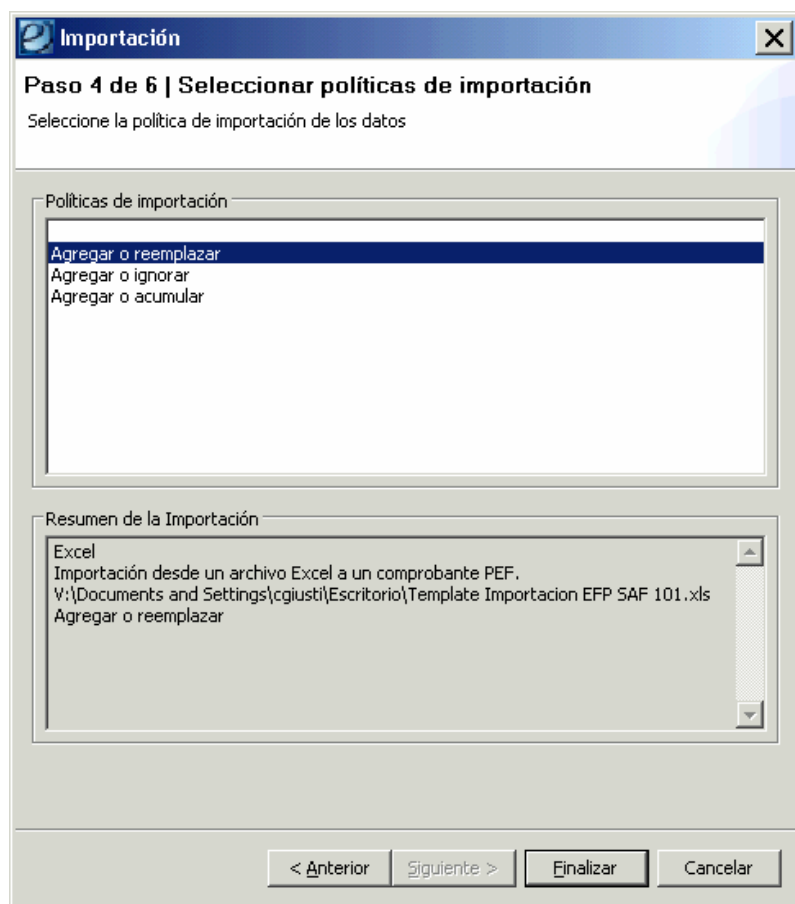 Importación
Paso 4 de 6 | Seleccionar políticas de importación
Seleccione la política de importación de los datos
Políticas de importación
Agregar o reemplazar
Agregar o ignorar
Agregar o acumular
Resumen de la Importación
Excel
Importación desde un archivo Excel a un comprobante PEF.
V:\Documents and Settings\cgiusti\Escritorio\Template Importacion EFP SAF 101.xls
Agregar o reemplazar
< Anterior Siguiente > Finalizar Cancelar